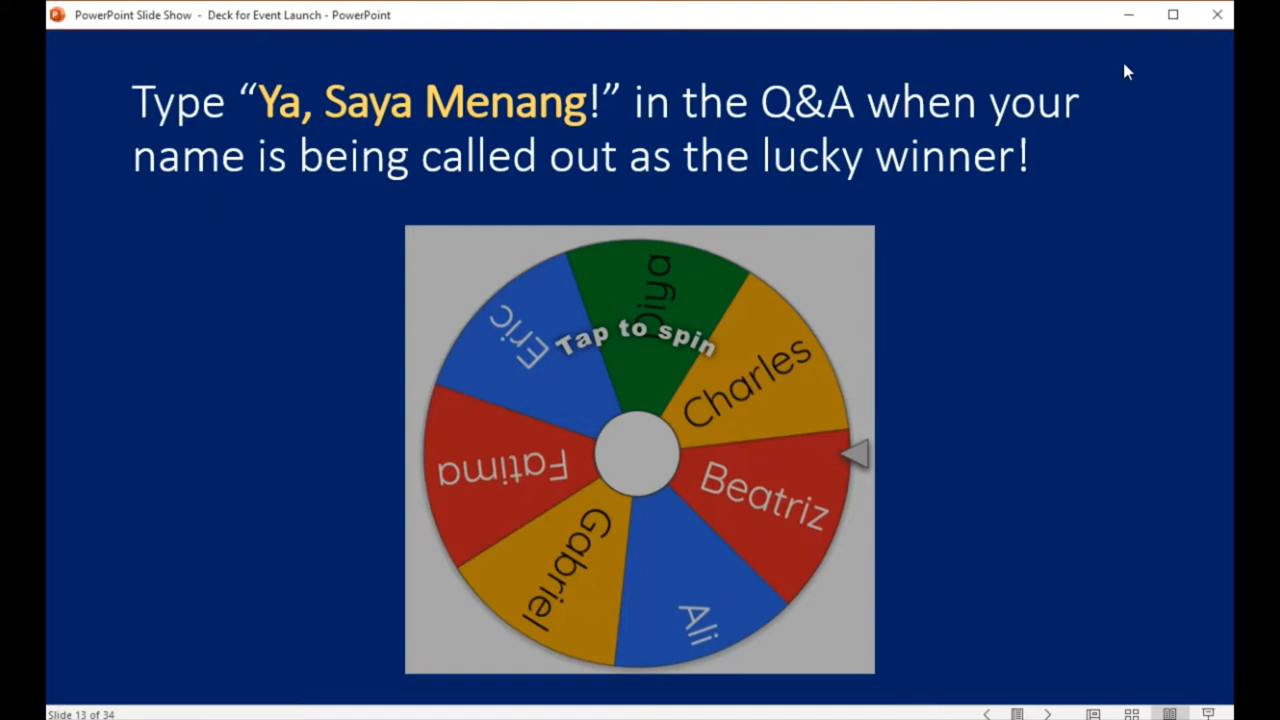 PowerPoint Slide Show - Deck for Event Launch - PowerPoint
Type “Ya, Saya Menang!” in the Q&A when your
name is being called out as the lucky winner!
Diya
Eric
Tap to spin
Charles
Fatima
Beatriz
Gabriel
Ali
Slide 13 of 34